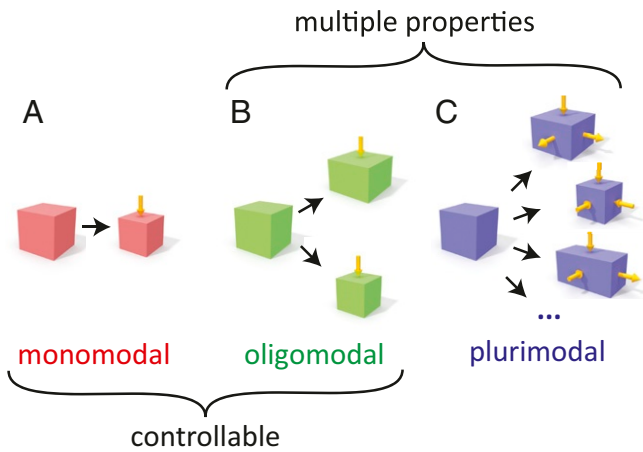 multiple properties
A
B
C
...
monomodal
oligomodal
plurimodal
controllable